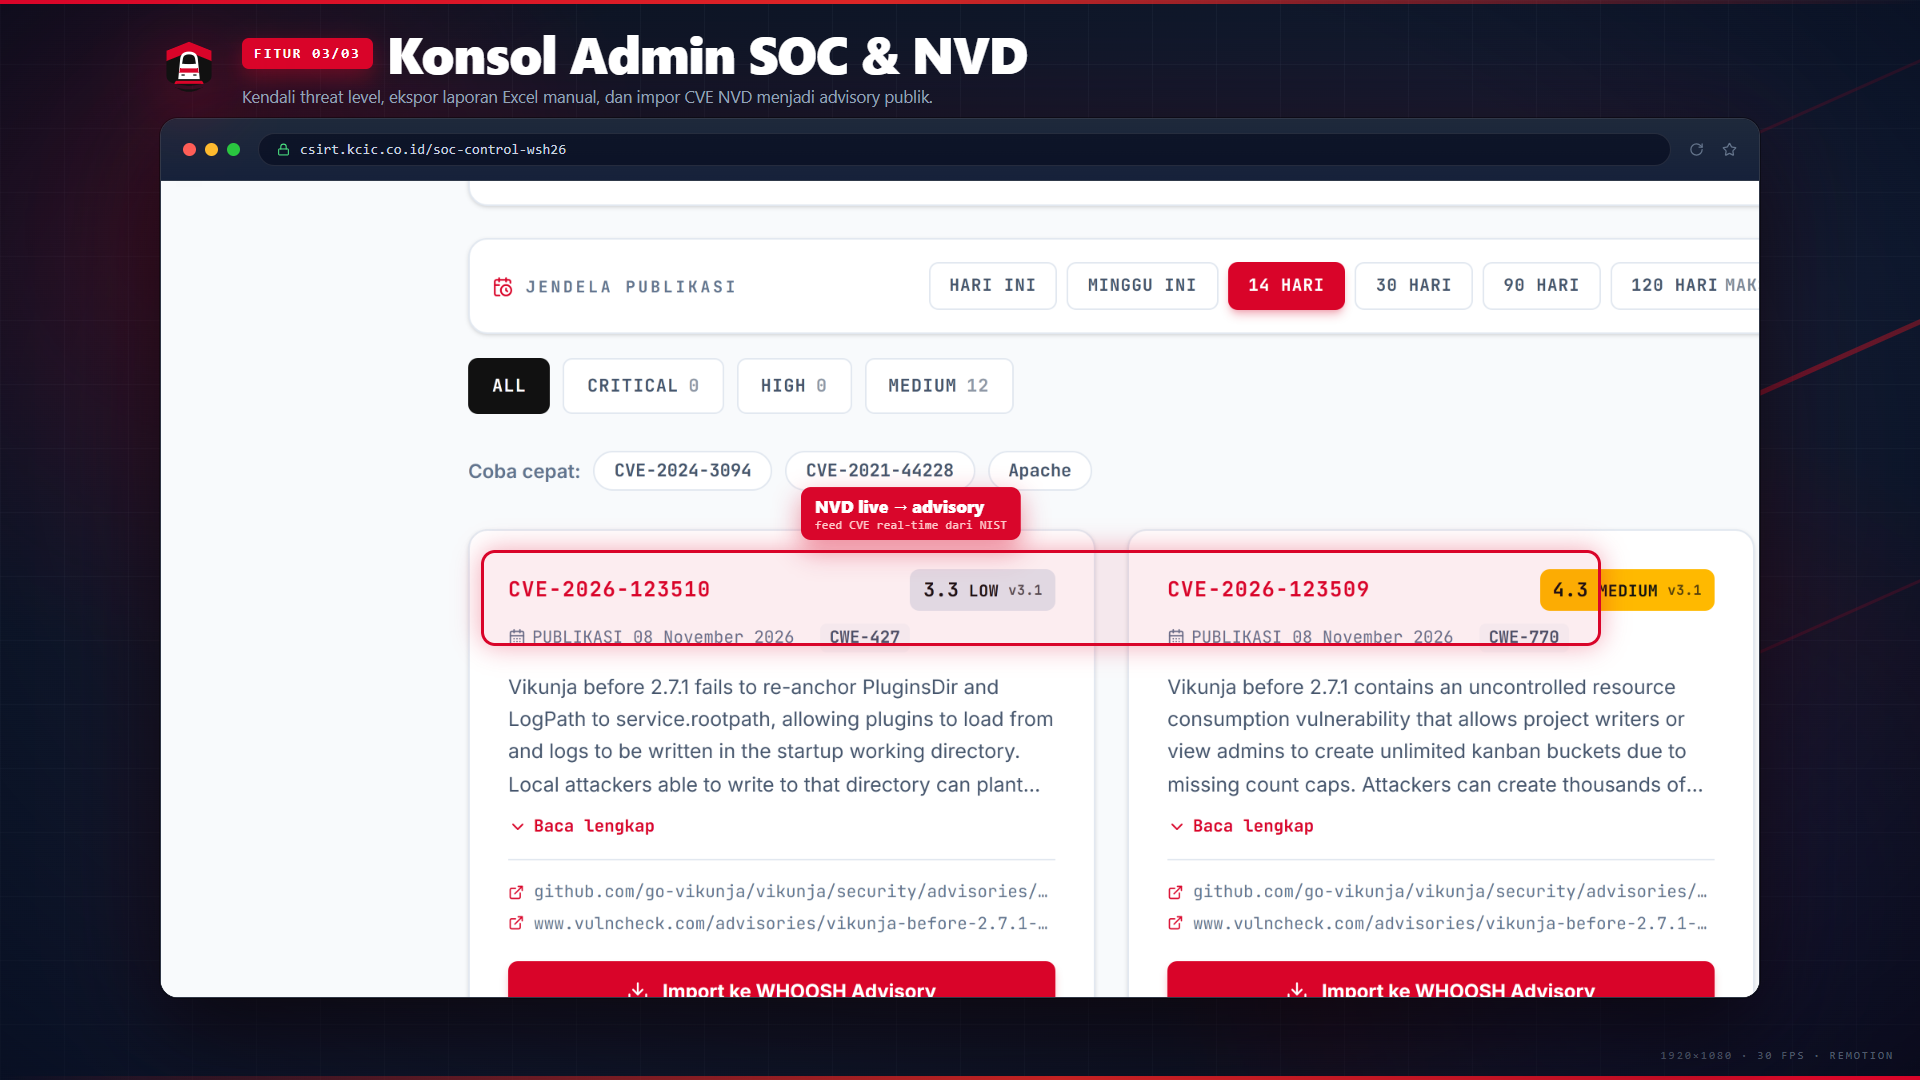 FITUR 03/03
Konsol Admin SOC & NVD
Kendali threat level, ekspor laporan Excel manual, dan impor CVE NVD menjadi advisory publik.
csirt.kcic.co.id/soc-control-wsh26
JENDELA PUBLIKASI
HARI INI
MINGGU INI
14 HARI
30 HARI
90 HARI
120 HARI MAK
ALL
CRITICAL 0
HIGH 0
MEDIUM 12
Coba cepat:
CVE-2024-3094
CVE-2021-44228
Apache
NVD live → advisory
feed CVE real-time dari NIST
CVE-2026-123510
3.3 LOW v3.1
PUBLIKASI 08 November 2026
CWE-427
Vikunja before 2.7.1 fails to re-anchor PluginsDir and
LogPath to service.rootpath, allowing plugins to load from
and logs to be written in the startup working directory.
Local attackers able to write to that directory can plant...
Baca lengkap
github.com/go-vikunja/vikunja/security/advisories/…
www.vulncheck.com/advisories/vikunja-before-2.7.1-…
Import ke WHOOSH Advisory
CVE-2026-123509
4.3 MEDIUM v3.1
PUBLIKASI 08 November 2026
CWE-770
Vikunja before 2.7.1 contains an uncontrolled resource
consumption vulnerability that allows project writers or
view admins to create unlimited kanban buckets due to
missing count caps. Attackers can create thousands of...
Baca lengkap
github.com/go-vikunja/vikunja/security/advisories/…
www.vulncheck.com/advisories/vikunja-before-2.7.1-…
Import ke WHOOSH Advisory
1920×1080 · 30 FPS · REMOTION